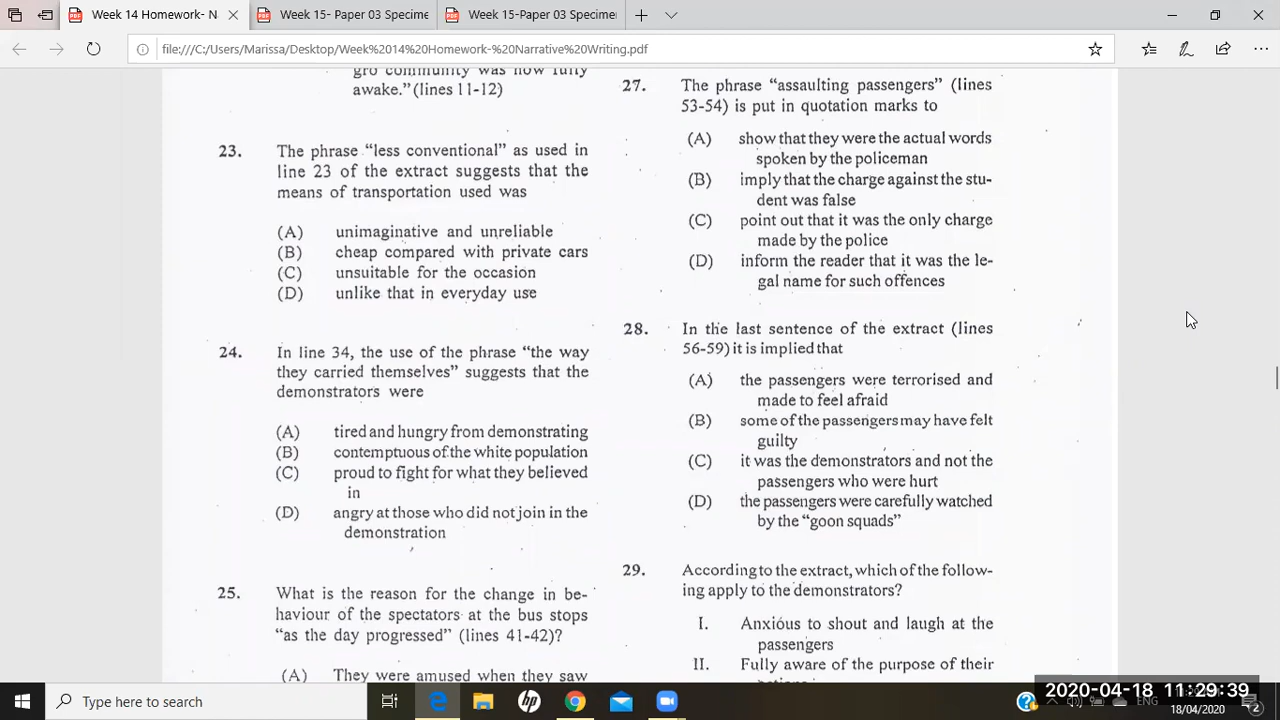 Week 14 Homework- N
Week 15- Paper 03 Specime
Week 15-Paper 03 Specime
file:///C:/Users/Marissa/Desktop/Week%2014%20Homework-%20Narrative%20Writing.pdf
gro community was now fully
awake." (lines 11-12)
23. The phrase "less conventional" as used in
line 23 of the extract suggests that the
means of transportation used was
(A) unimaginative and unreliable
(B) cheap compared with private cars
(C) unsuitable for the occasion
(D) unlike that in everyday use
24. In line 34, the use of the phrase "the way
they carried themselves" suggests that the
demonstrators were
(A) tired and hungry from demonstrating
(B) contemptuous of the white population
(C) proud to fight for what they believed
in
(D) angry at those who did not join in the
demonstration
25. What is the reason for the change in be-
haviour of the spectators at the bus stops
"as the day progressed" (lines 41-42)?
(A) They were amused when they saw
27. The phrase "assaulting passengers" (lines
53-54) is put in quotation marks to
(A) show that they were the actual words
spoken by the policeman
(B) imply that the charge against the stu-
dent was false
(C) point out that it was the only charge
made by the police
(D) inform the reader that it was the le-
gal name for such offences
28. In the last sentence of the extract (lines
56-59) it is implied that
(A) the passengers were terrorised and
made to feel afraid
(B) some of the passengers may have felt
guilty
(C) it was the demonstrators and not the
passengers who were hurt
(D) the passengers were carefully watched
by the "goon squads"
29. According to the extract, which of the follow-
ing apply to the demonstrators?
I. Anxious to shout and laugh at the
passengers
II. Fully aware of the purpose of their
Type here to search
ENG
2020-04-18 11:29:39
18/04/2020